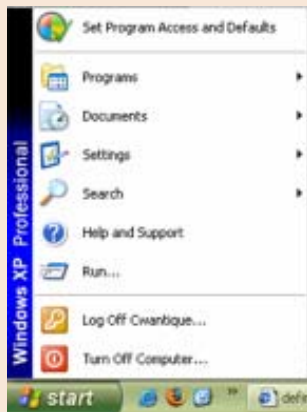 Set Program Access and Defaults
Programs
Documents
Settings
Search
Help and Support
Run...
Log Off Cwantique...
Turn Off Computer...
Windows XP Professional
start